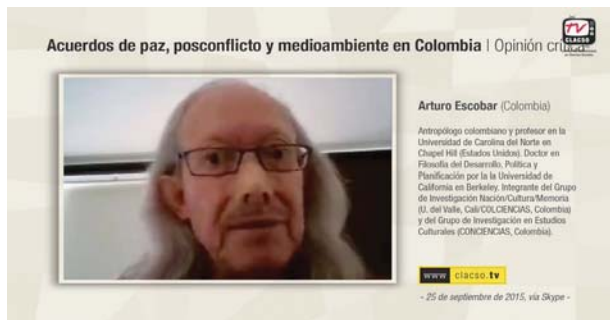 TV
CLACSO
Acuerdos de paz, posconflicto y medioambiente en Colombia | Opinión
Arturo Escobar (Colombia)
Antropólogo colombiano y profesor en la
Universidad de Carolina del Norte en
Chapel Hill (Estados Unidos). Doctor en
Filosofía del Desarrollo, Política y
Planificación por la la Universidad de
California en Berkeley. Integrante del Grupo
de Investigación Nación/Cultura/Memoria
(U. del Valle, Cali/COLCIENCIAS, Colombia)
y del Grupo de Investigación en Estudios
Culturales (CONCIENCIAS, Colombia).
www clacso.tv
- 25 de septiembre de 2015, vía Skype -